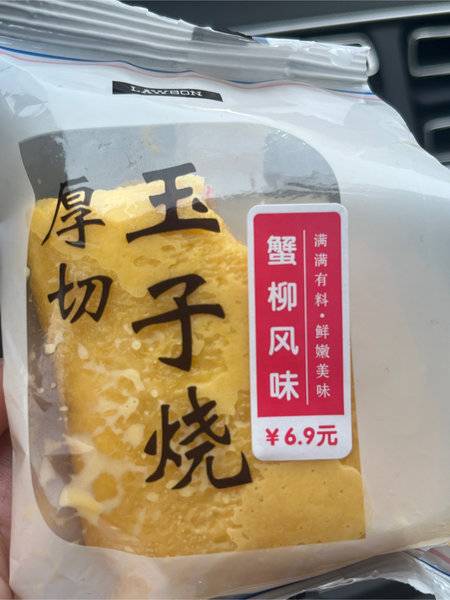 LAWSON
厚切
玉子烧
蟹柳风味
满满有料·鲜嫩美味
¥6.9元